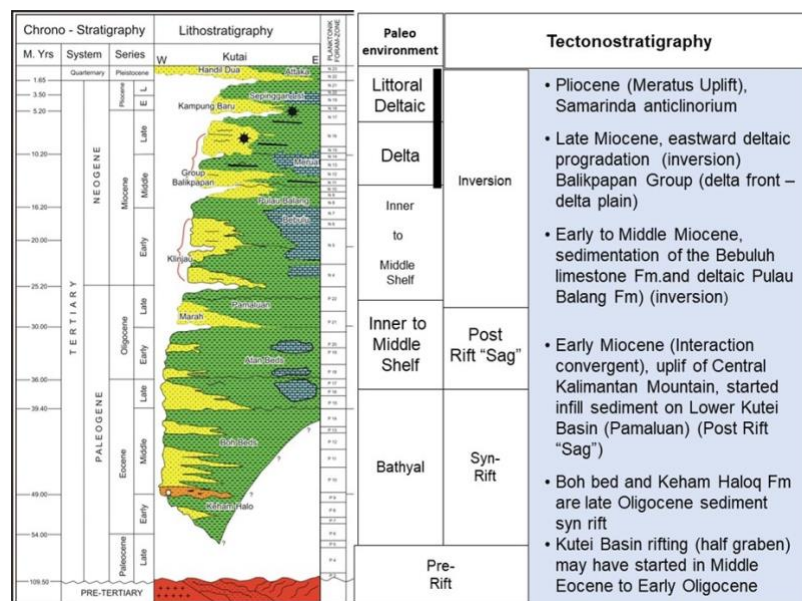 Chrono - Stratigraphy
Lithostratigraphy
PLANKTONIK
FORAM-ZONE
Paleo
environment
Tectonostratigraphy
M. Yrs
System
Series
Kutai
W
E
Quaternary
Pleistocene
Handil Dua
Attaka
1.65
3.50
5.20
10.20
16.20
20.00
25.20
30.00
36.00
39.40
49.00
54.00
109.50
TERTIARY
NEOGENE
PALEOGENE
Pliocene
L
E
Miocene
Late
Middle
Early
Oligocene
Late
Early
Eocene
Late
Middle
Early
Paleocene
Late
PRE-TERTIARY
Kampung Baru
Group
Balikpapan
Pulau Balang
Bebulu
Klinjau
Pamaluan
Marah
Atan Beds
Boh Beds
Keham Halo
?
?
?
Littoral
Deltaic
Delta
Inner
to
Middle
Shelf
Inner to
Middle
Shelf
Bathyal
Inversion
Post
Rift “Sag”
Syn-
Rift
Pre-
Rift
• Pliocene (Meratus Uplift),
Samarinda anticlinorium
• Late Miocene, eastward deltaic
progradation (inversion)
Balikpapan Group (delta front –
delta plain)
• Early to Middle Miocene,
sedimentation of the Bebuluh
limestone Fm.and deltaic Pulau
Balang Fm) (inversion)
• Early Miocene (Interaction
convergent), uplif of Central
Kalimantan Mountain, started
infill sediment on Lower Kutei
Basin (Pamaluan) (Post Rift
“Sag”)
• Boh bed and Keham Haloq Fm
are late Oligocene sediment
syn rift
• Kutei Basin rifting (half graben)
may have started in Middle
Eocene to Early Oligocene